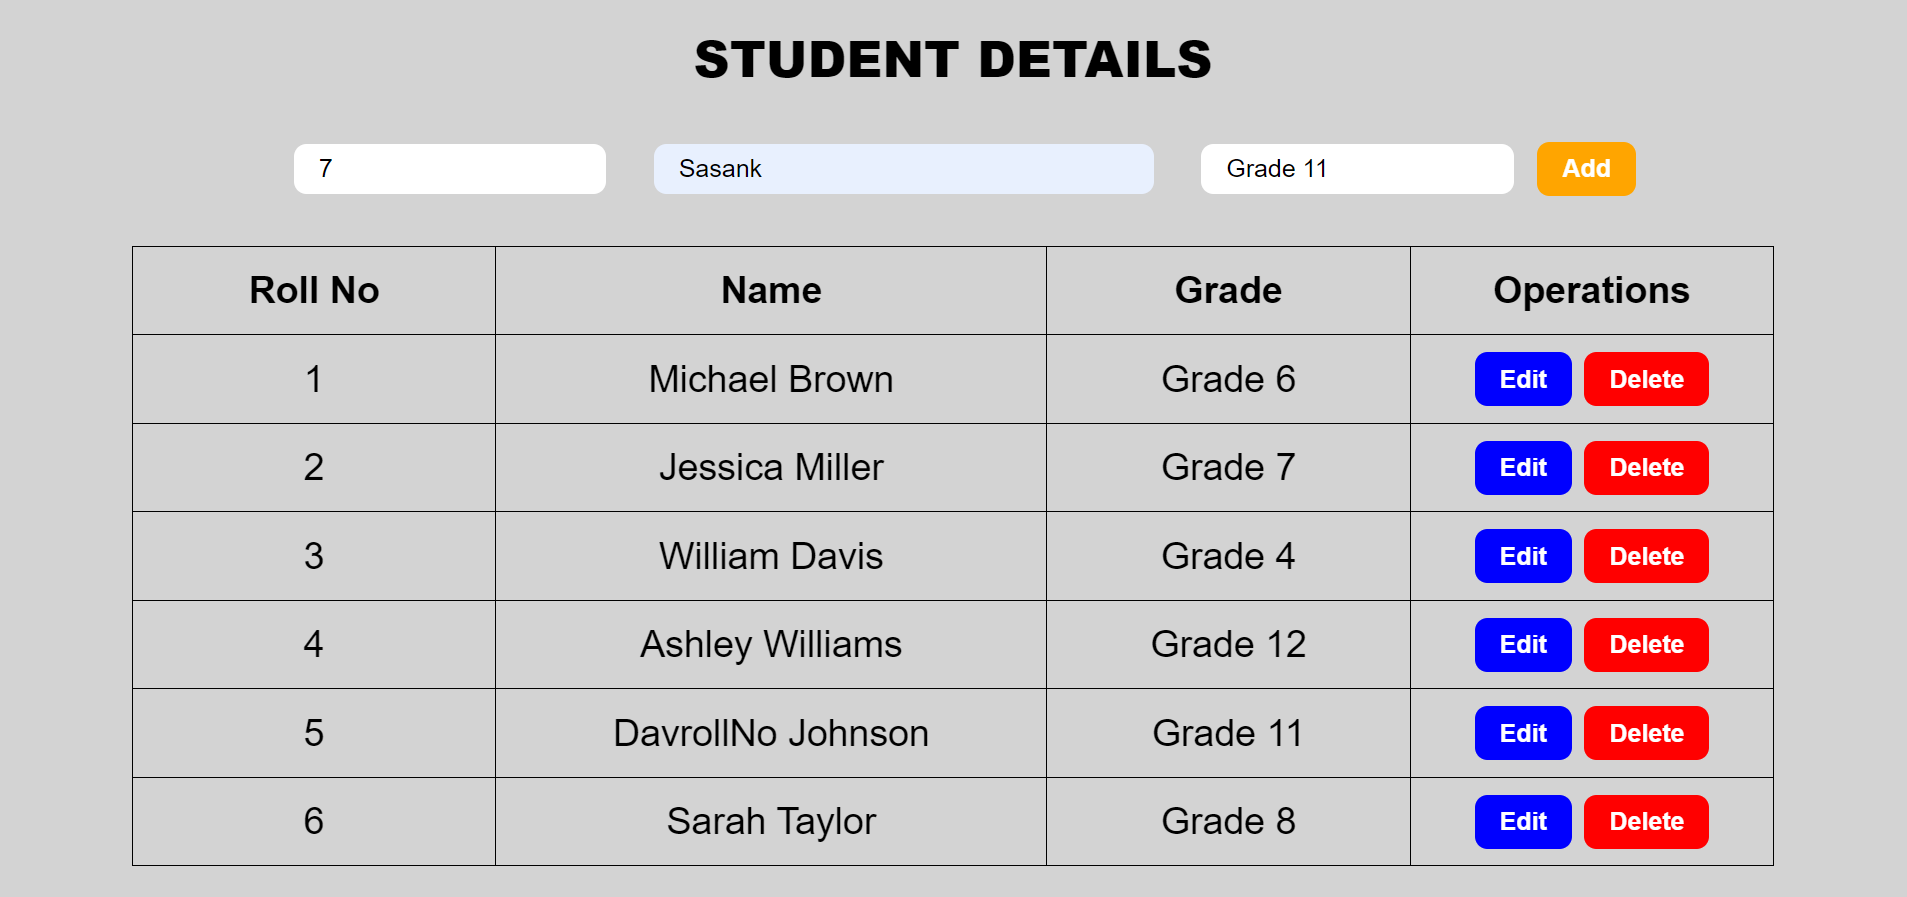 STUDENT DETAILS
7 Sasank Grade 11 Add
Roll No Name Grade Operations
1 Michael Brown Grade 6 Edit Delete
2 Jessica Miller Grade 7 Edit Delete
3 William Davis Grade 4 Edit Delete
4 Ashley Williams Grade 12 Edit Delete
5 DavrollNo Johnson Grade 11 Edit Delete
6 Sarah Taylor Grade 8 Edit Delete